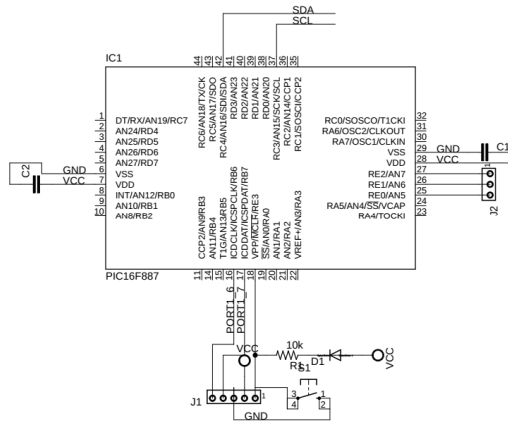 SDA
SCL
IC1
44
43
42
41
40
39
38
37
36
35
RC6/AN18/TX/CK
RC5/AN17/SDO
RC4/AN16/SDI/SDA
RD3/AN23
RD2/AN22
RD1/AN21
RD0/AN20
RC3/AN15/SCK/SCL
RC2/AN14/CCP1
RC1/SOSCI/CCP2
1 DT/RX/AN19/RC7
2 AN24/RD4
3 AN25/RD5
4 AN26/RD6
5 AN27/RD7
6 VSS
7 VDD
8 INT/AN12/RB0
9 AN10/RB1
10 AN8/RB2
RC0/SOSCO/T1CKI 32
RA6/OSC2/CLKOUT 31
RA7/OSC1/CLKIN 30
VSS 29
VDD 28
RE2/AN7 27
RE1/AN6 26
RE0/AN5 25
RA5/AN4/SS/VCAP 24
RA4/TOCKI 23
GND
VCC
C1
1
J2
C2
GND
VCC
CCP2/AN9/RB3
AN11/RB4
T1G/AN13/RB5
ICDCLK/ICSPCLK/RB6
ICDDAT/ICSPDAT/RB7
VPP/MCLR/RE3
SS/AN0/RA0
AN1/RA1
AN2/RA2
VREF+/AN3/RA3
11
14
15
16
17
18
19
20
21
22
PIC16F887
PORT1_6
PORT1_7
VCC
10k
R1
D1
VCC
S1
J1
1
3
4
1
2
GND